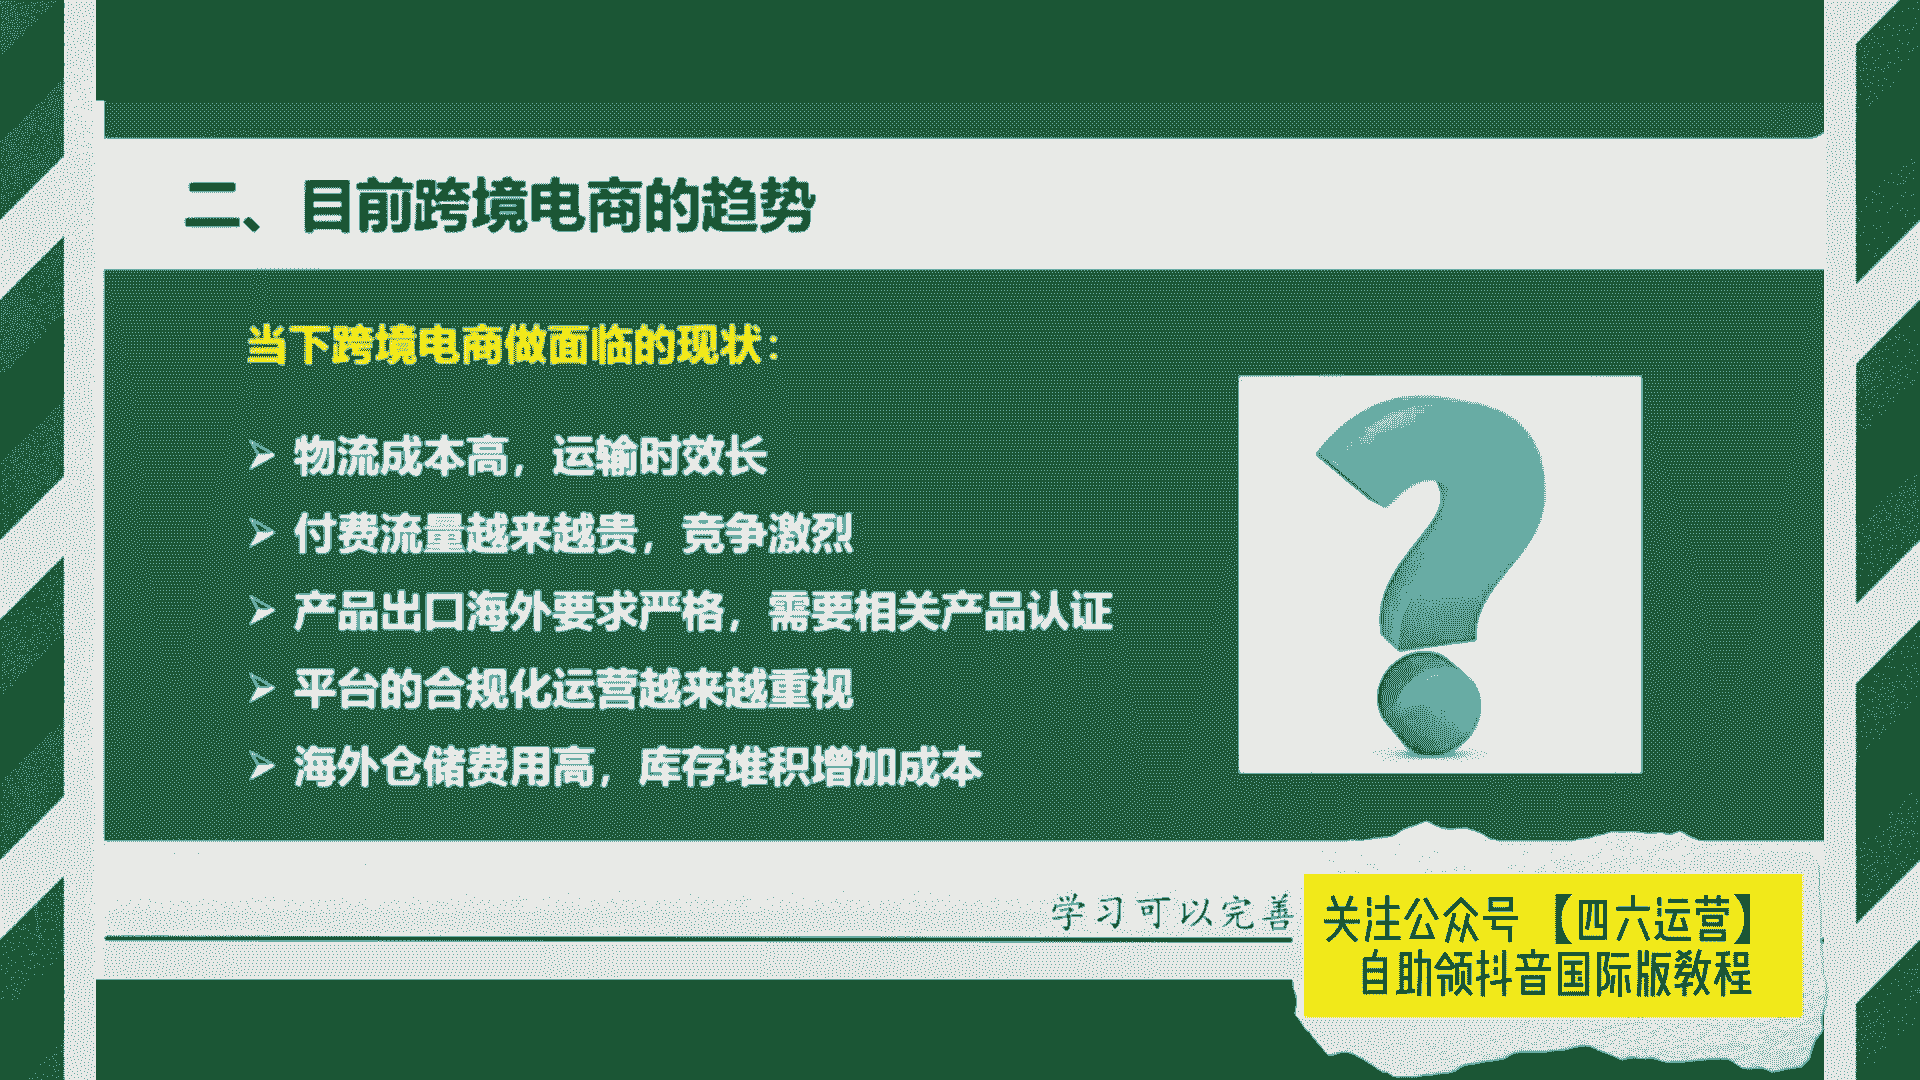 二、目前跨境电商的趋势
当下跨境电商做面临的现状：
物流成本高，运输时效长
付费流量越来越贵，竞争激烈
产品出口海外要求严格，需要相关产品认证
平台的合规化运营越来越重视
海外仓储费用高，库存堆积增加成本
学习可以完善
关注公众号【四六运营】
自助领抖音国际版教程